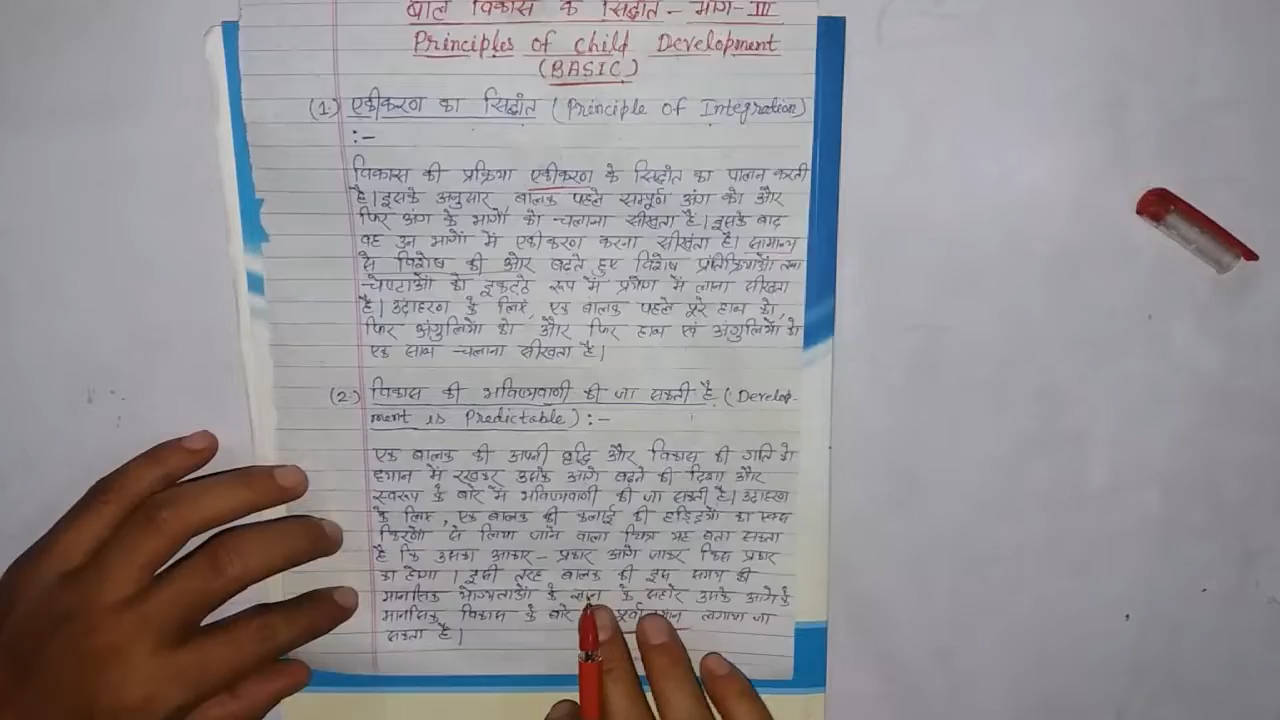 बाल विकास के सिद्धांत - भाग-III
Principles of child Development
(BASIC)
(1) एकीकरण का सिद्धांत (Principle of Integration)
:-
विकास की प्रक्रिया एकीकरण के सिद्धांत का पालन करती
है। इसके अनुसार बालक पहले सम्पूर्ण अंग को और
फिर अंग के भागों को चलाना सीखता है। इसके बाद
वह उन भागों में एकीकरण करना सीखता है। सामान्य
से विशेष की ओर बढ़ते हुए विशेष प्रतिक्रियाओं तथा
चेष्टाओं को इकट्ठे रूप में प्रयोग में लाना सीखता
है। उदाहरण के लिए, एक बालक पहले पूरे हाथ को,
फिर अंगुलियों को और फिर हाथ एवं अंगुलियों को
एक साथ चलाना सीखता है।
(2) विकास की भविष्यवाणी की जा सकती है (Develop-
ment is Predictable) :-
एक बालक की अपनी वृद्धि और विकास की गति को
ध्यान में रखकर उसके आगे बढ़ने की दिशा और
स्वरूप के बारे में भविष्यवाणी की जा सकती है। उदाहरण
के लिए, एक बालक की कलाई की हड्डियों का एक्स
किरणों से लिया जाने वाला चित्र यह बता सकता
है कि उसका आकार - प्रकार आगे जाकर किस प्रकार
का होगा। इसी तरह बालक की इस समय की
मानसिक योग्यताओं के ज्ञान के सहारे उसके आगे के
मानसिक विकास के बारे लगाया जा
सकता है।